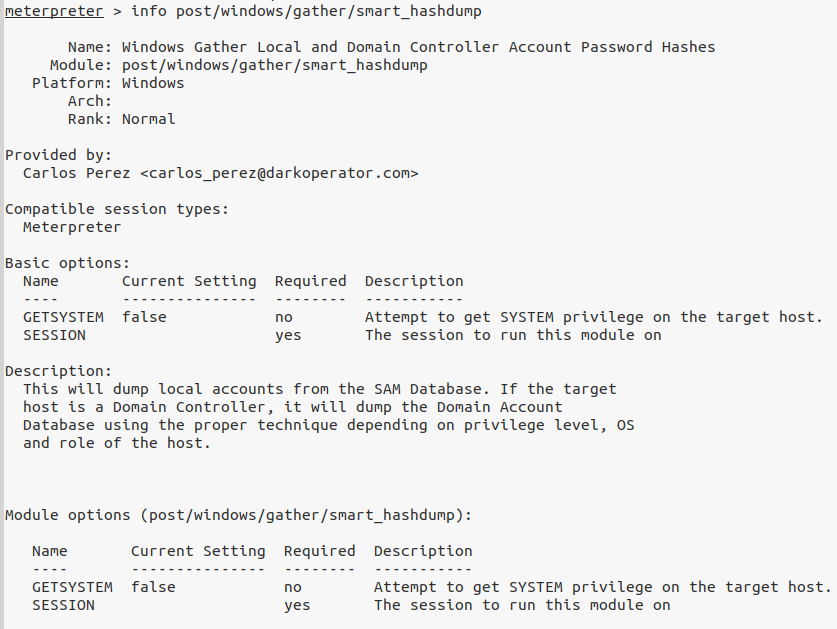 meterpreter > info post/windows/gather/smart_hashdump
Name: Windows Gather Local and Domain Controller Account Password Hashes
Module: post/windows/gather/smart_hashdump
Platform: Windows
Arch:
Rank: Normal
Provided by:
Carlos Perez <carlos_perez@darkoperator.com>
Compatible session types:
Meterpreter
Basic options:
Name Current Setting Required Description
---- --------------- -------- -----------
GETSYSTEM false no Attempt to get SYSTEM privilege on the target host.
SESSION yes The session to run this module on
Description:
This will dump local accounts from the SAM Database. If the target
host is a Domain Controller, it will dump the Domain Account
Database using the proper technique depending on privilege level, OS
and role of the host.
Module options (post/windows/gather/smart_hashdump):
Name Current Setting Required Description
---- --------------- -------- -----------
GETSYSTEM false no Attempt to get SYSTEM privilege on the target host.
SESSION yes The session to run this module on